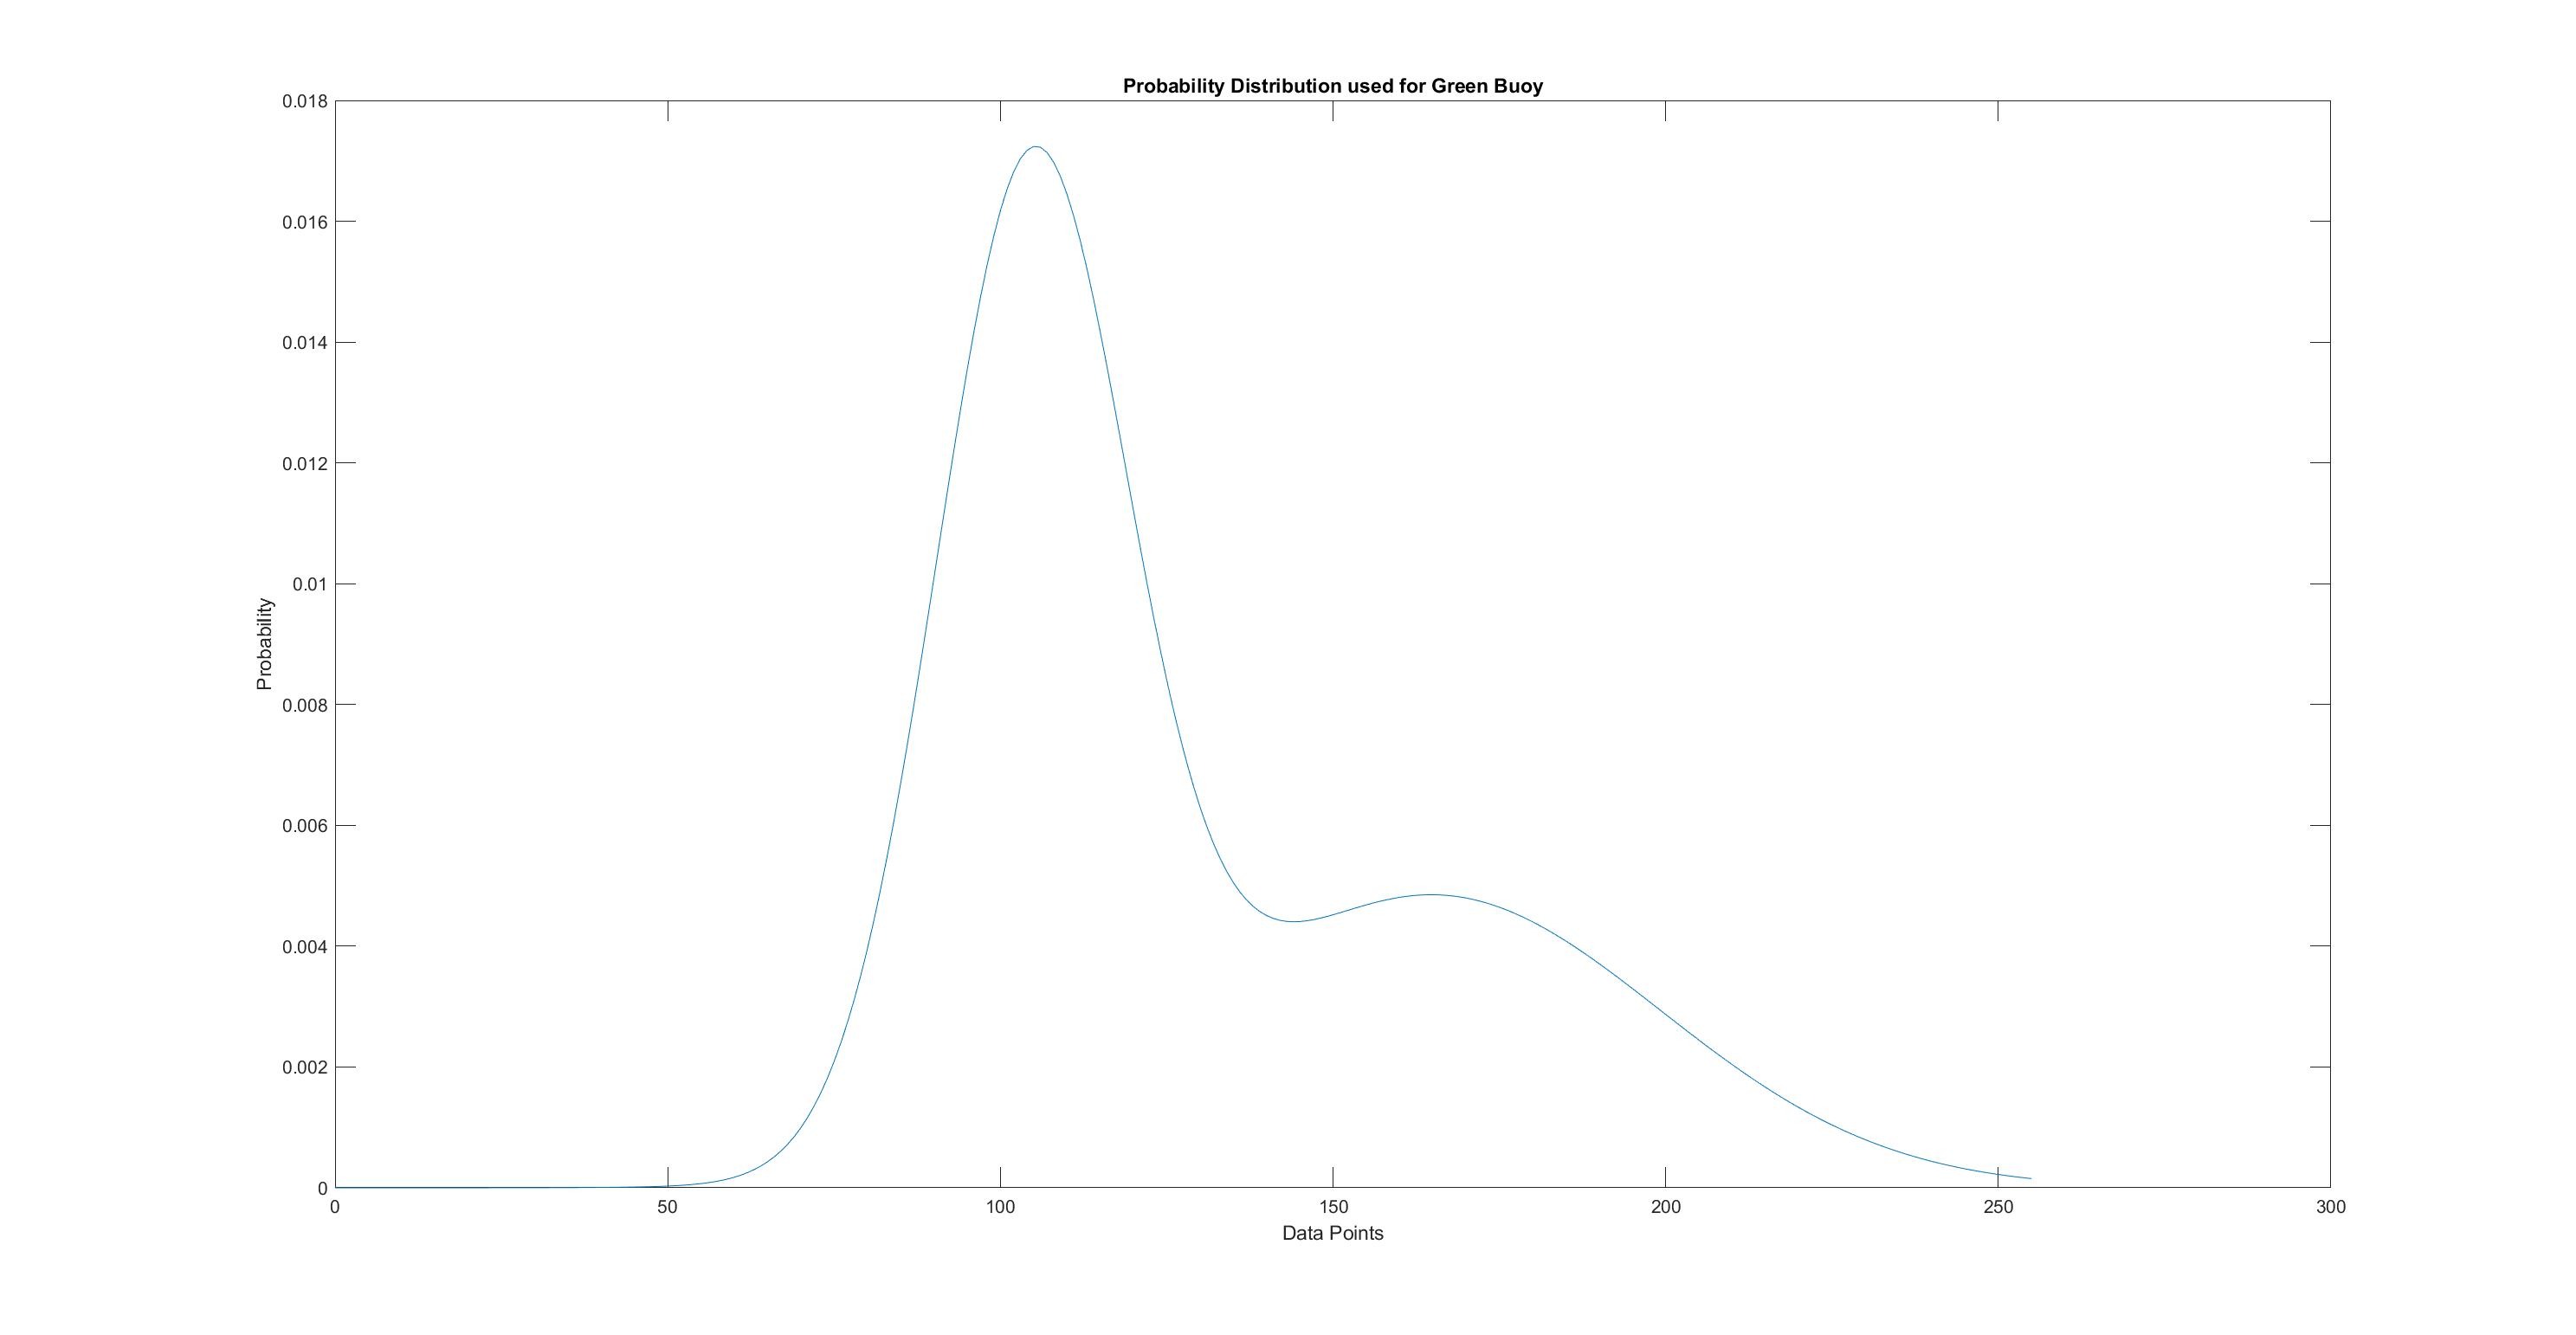 Probability Distribution used for Green Buoy
0.018
0.016
0.014
0.012
0.01
0.008
0.006
0.004
0.002
0
Probability
0 50 100 150 200 250 300
Data Points